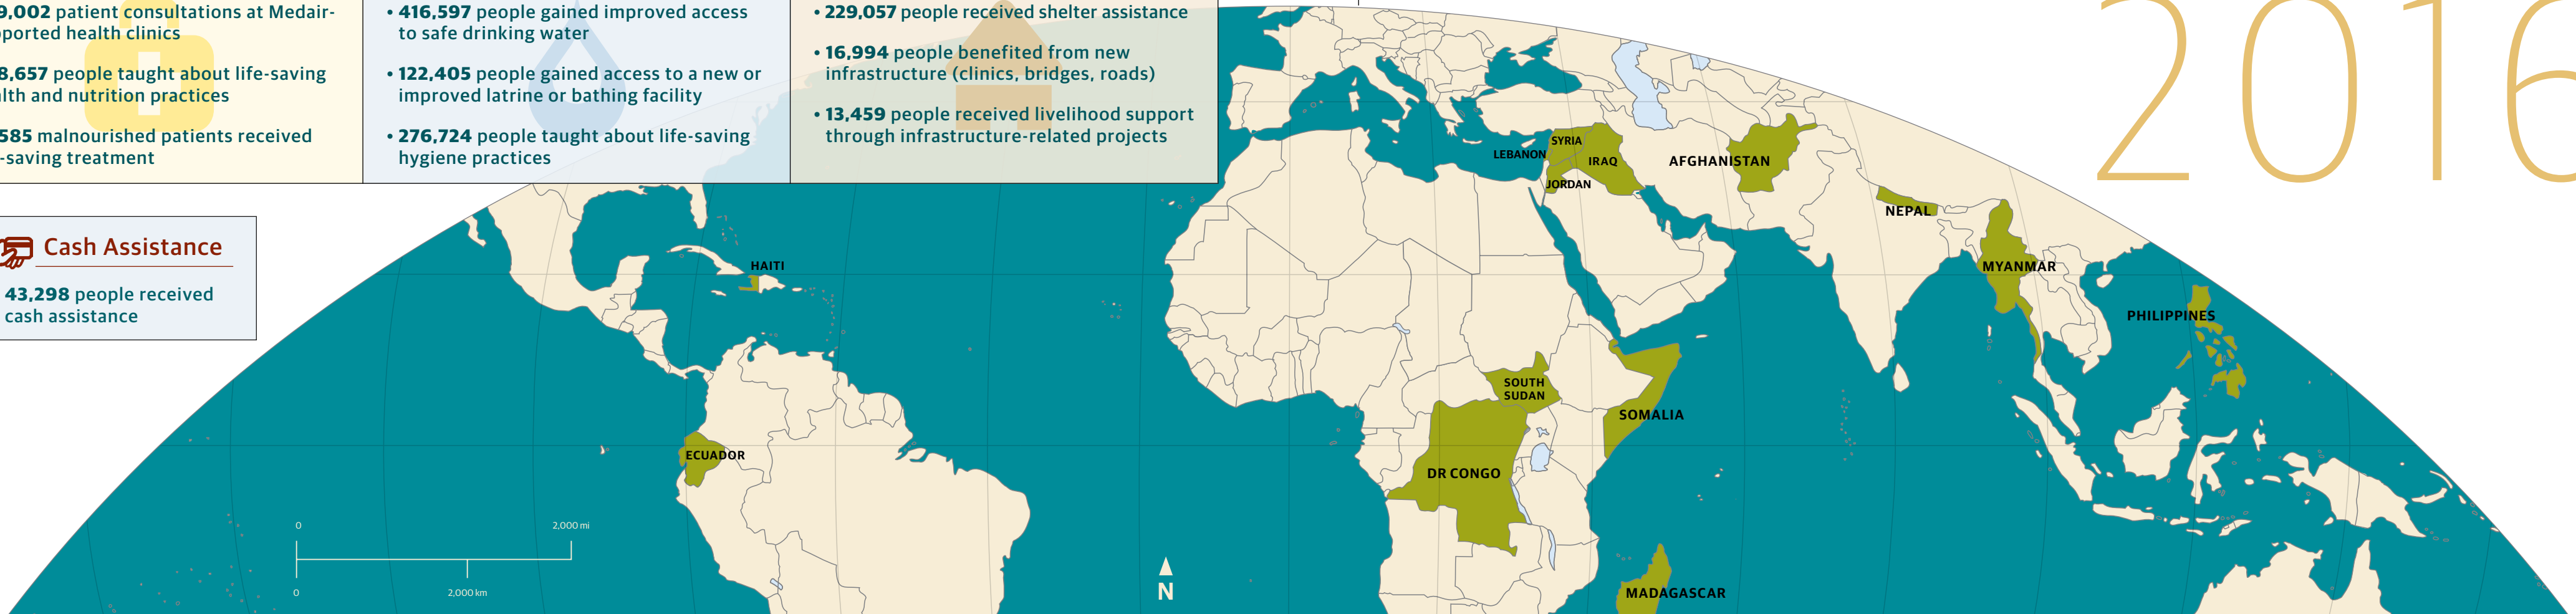 9,002 patient consultations at Medair-
ported health clinics
8,657 people taught about life-saving
lth and nutrition practices
585 malnourished patients received
-saving treatment
• 416,597 people gained improved access
to safe drinking water
• 122,405 people gained access to a new or
improved latrine or bathing facility
• 276,724 people taught about life-saving
hygiene practices
• 229,057 people received shelter assistance
• 16,994 people benefited from new
infrastructure (clinics, bridges, roads)
• 13,459 people received livelihood support
through infrastructure-related projects
2016
Cash Assistance
43,298 people received
cash assistance
SYRIA
LEBANON
IRAQ
AFGHANISTAN
JORDAN
NEPAL
HAITI
MYANMAR
PHILIPPINES
SOUTH
SUDAN
SOMALIA
ECUADOR
DR CONGO
MADAGASCAR
0 2,000 mi
0 2,000 km
N